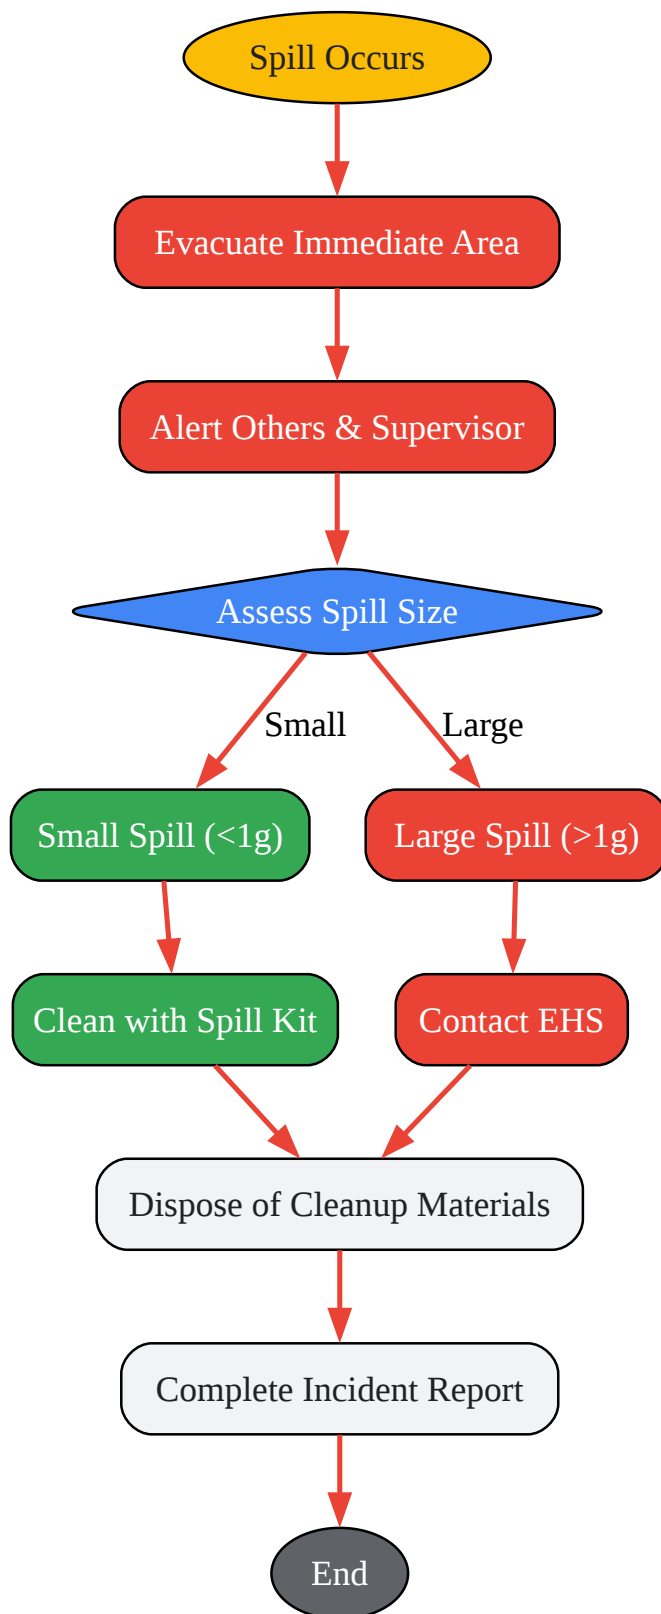 Spill Occurs
Evacuate Immediate Area
Alert Others & Supervisor
Assess Spill Size
Small
Large
Small Spill (<1g)
Large Spill (>1g)
Clean with Spill Kit
Contact EHS
Dispose of Cleanup Materials
Complete Incident Report
End